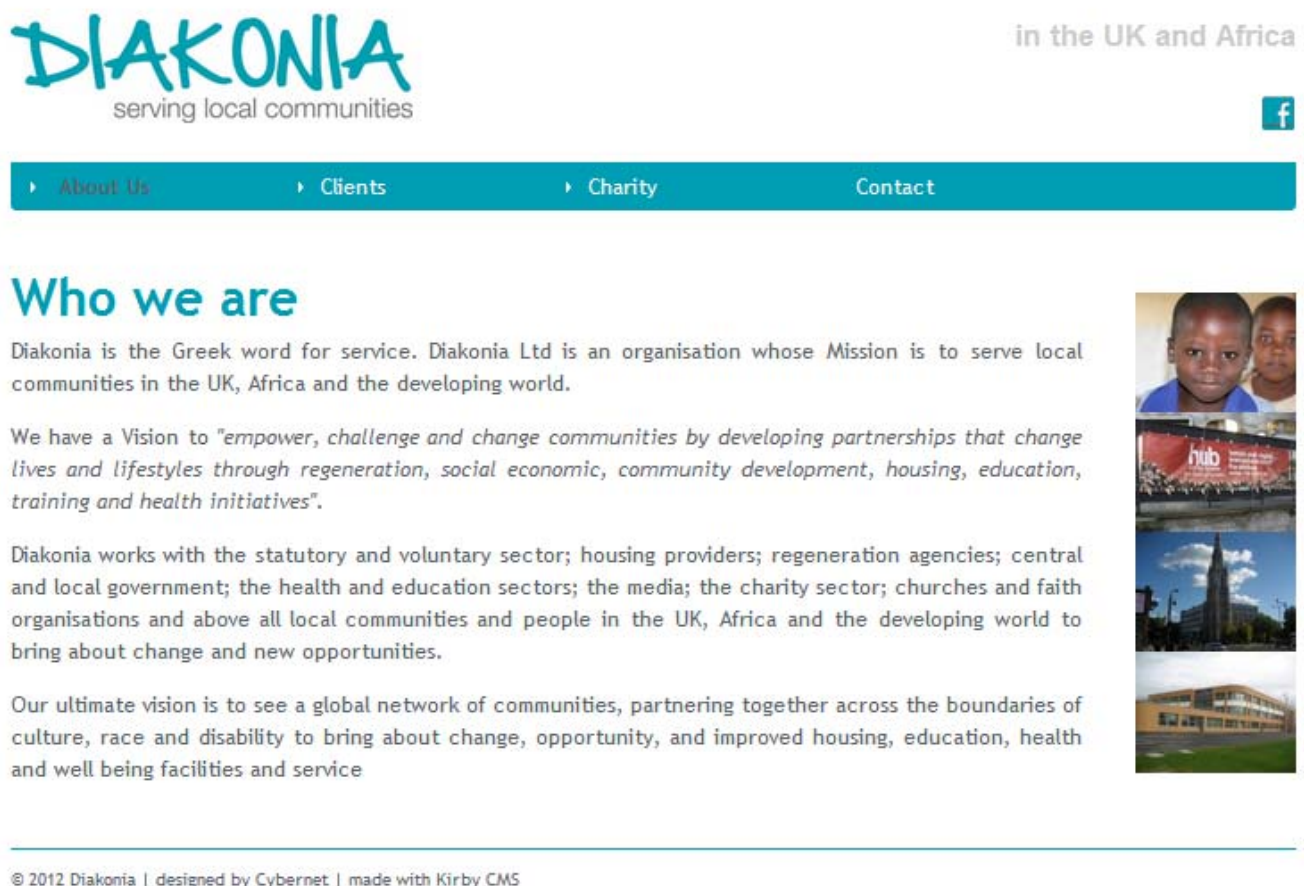 DIAKONIA
serving local communities
in the UK and Africa
f
About Us
Clients
Charity
Contact
Who we are
Diakonia is the Greek word for service. Diakonia Ltd is an organisation whose Mission is to serve local
communities in the UK, Africa and the developing world.
We have a Vision to "empower, challenge and change communities by developing partnerships that change
lives and lifestyles through regeneration, social economic, community development, housing, education,
training and health initiatives".
Diakonia works with the statutory and voluntary sector; housing providers; regeneration agencies; central
and local government; the health and education sectors; the media; the charity sector; churches and faith
organisations and above all local communities and people in the UK, Africa and the developing world to
bring about change and new opportunities.
Our ultimate vision is to see a global network of communities, partnering together across the boundaries of
culture, race and disability to bring about change, opportunity, and improved housing, education, health
and well being facilities and service
hub
© 2012 Diakonia | designed by Cybernet | made with Kirby CMS